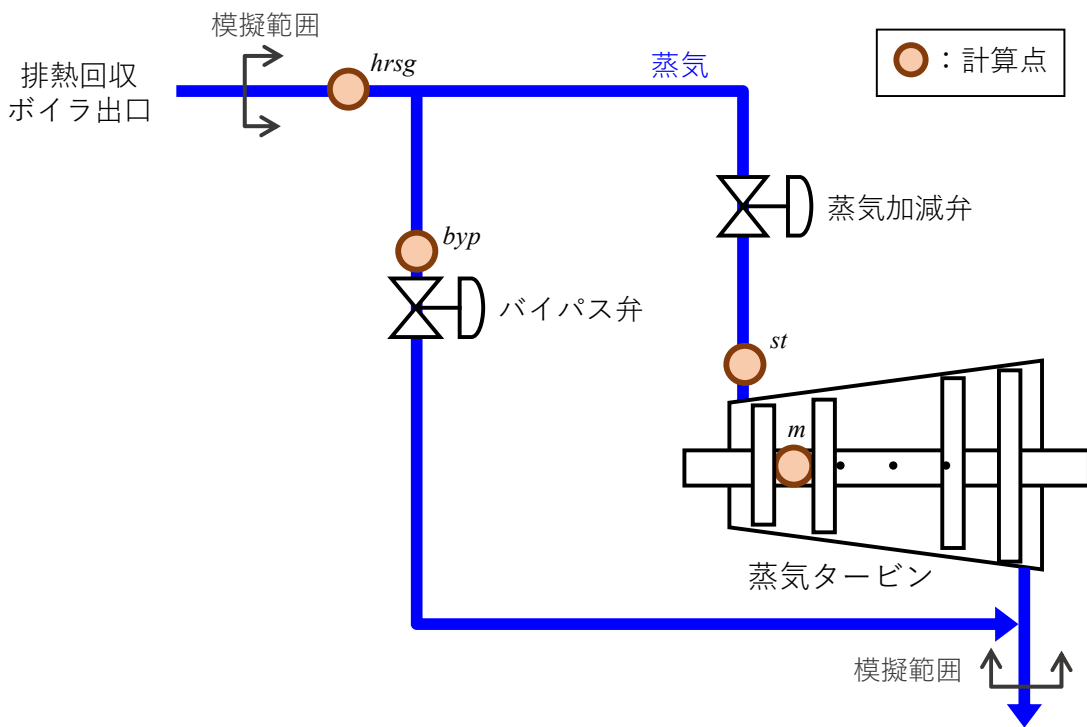 模擬範囲
hrsg
蒸気
：計算点
排熱回収
ボイラ出口
蒸気加減弁
byp
バイパス弁
st
m
蒸気タービン
模擬範囲